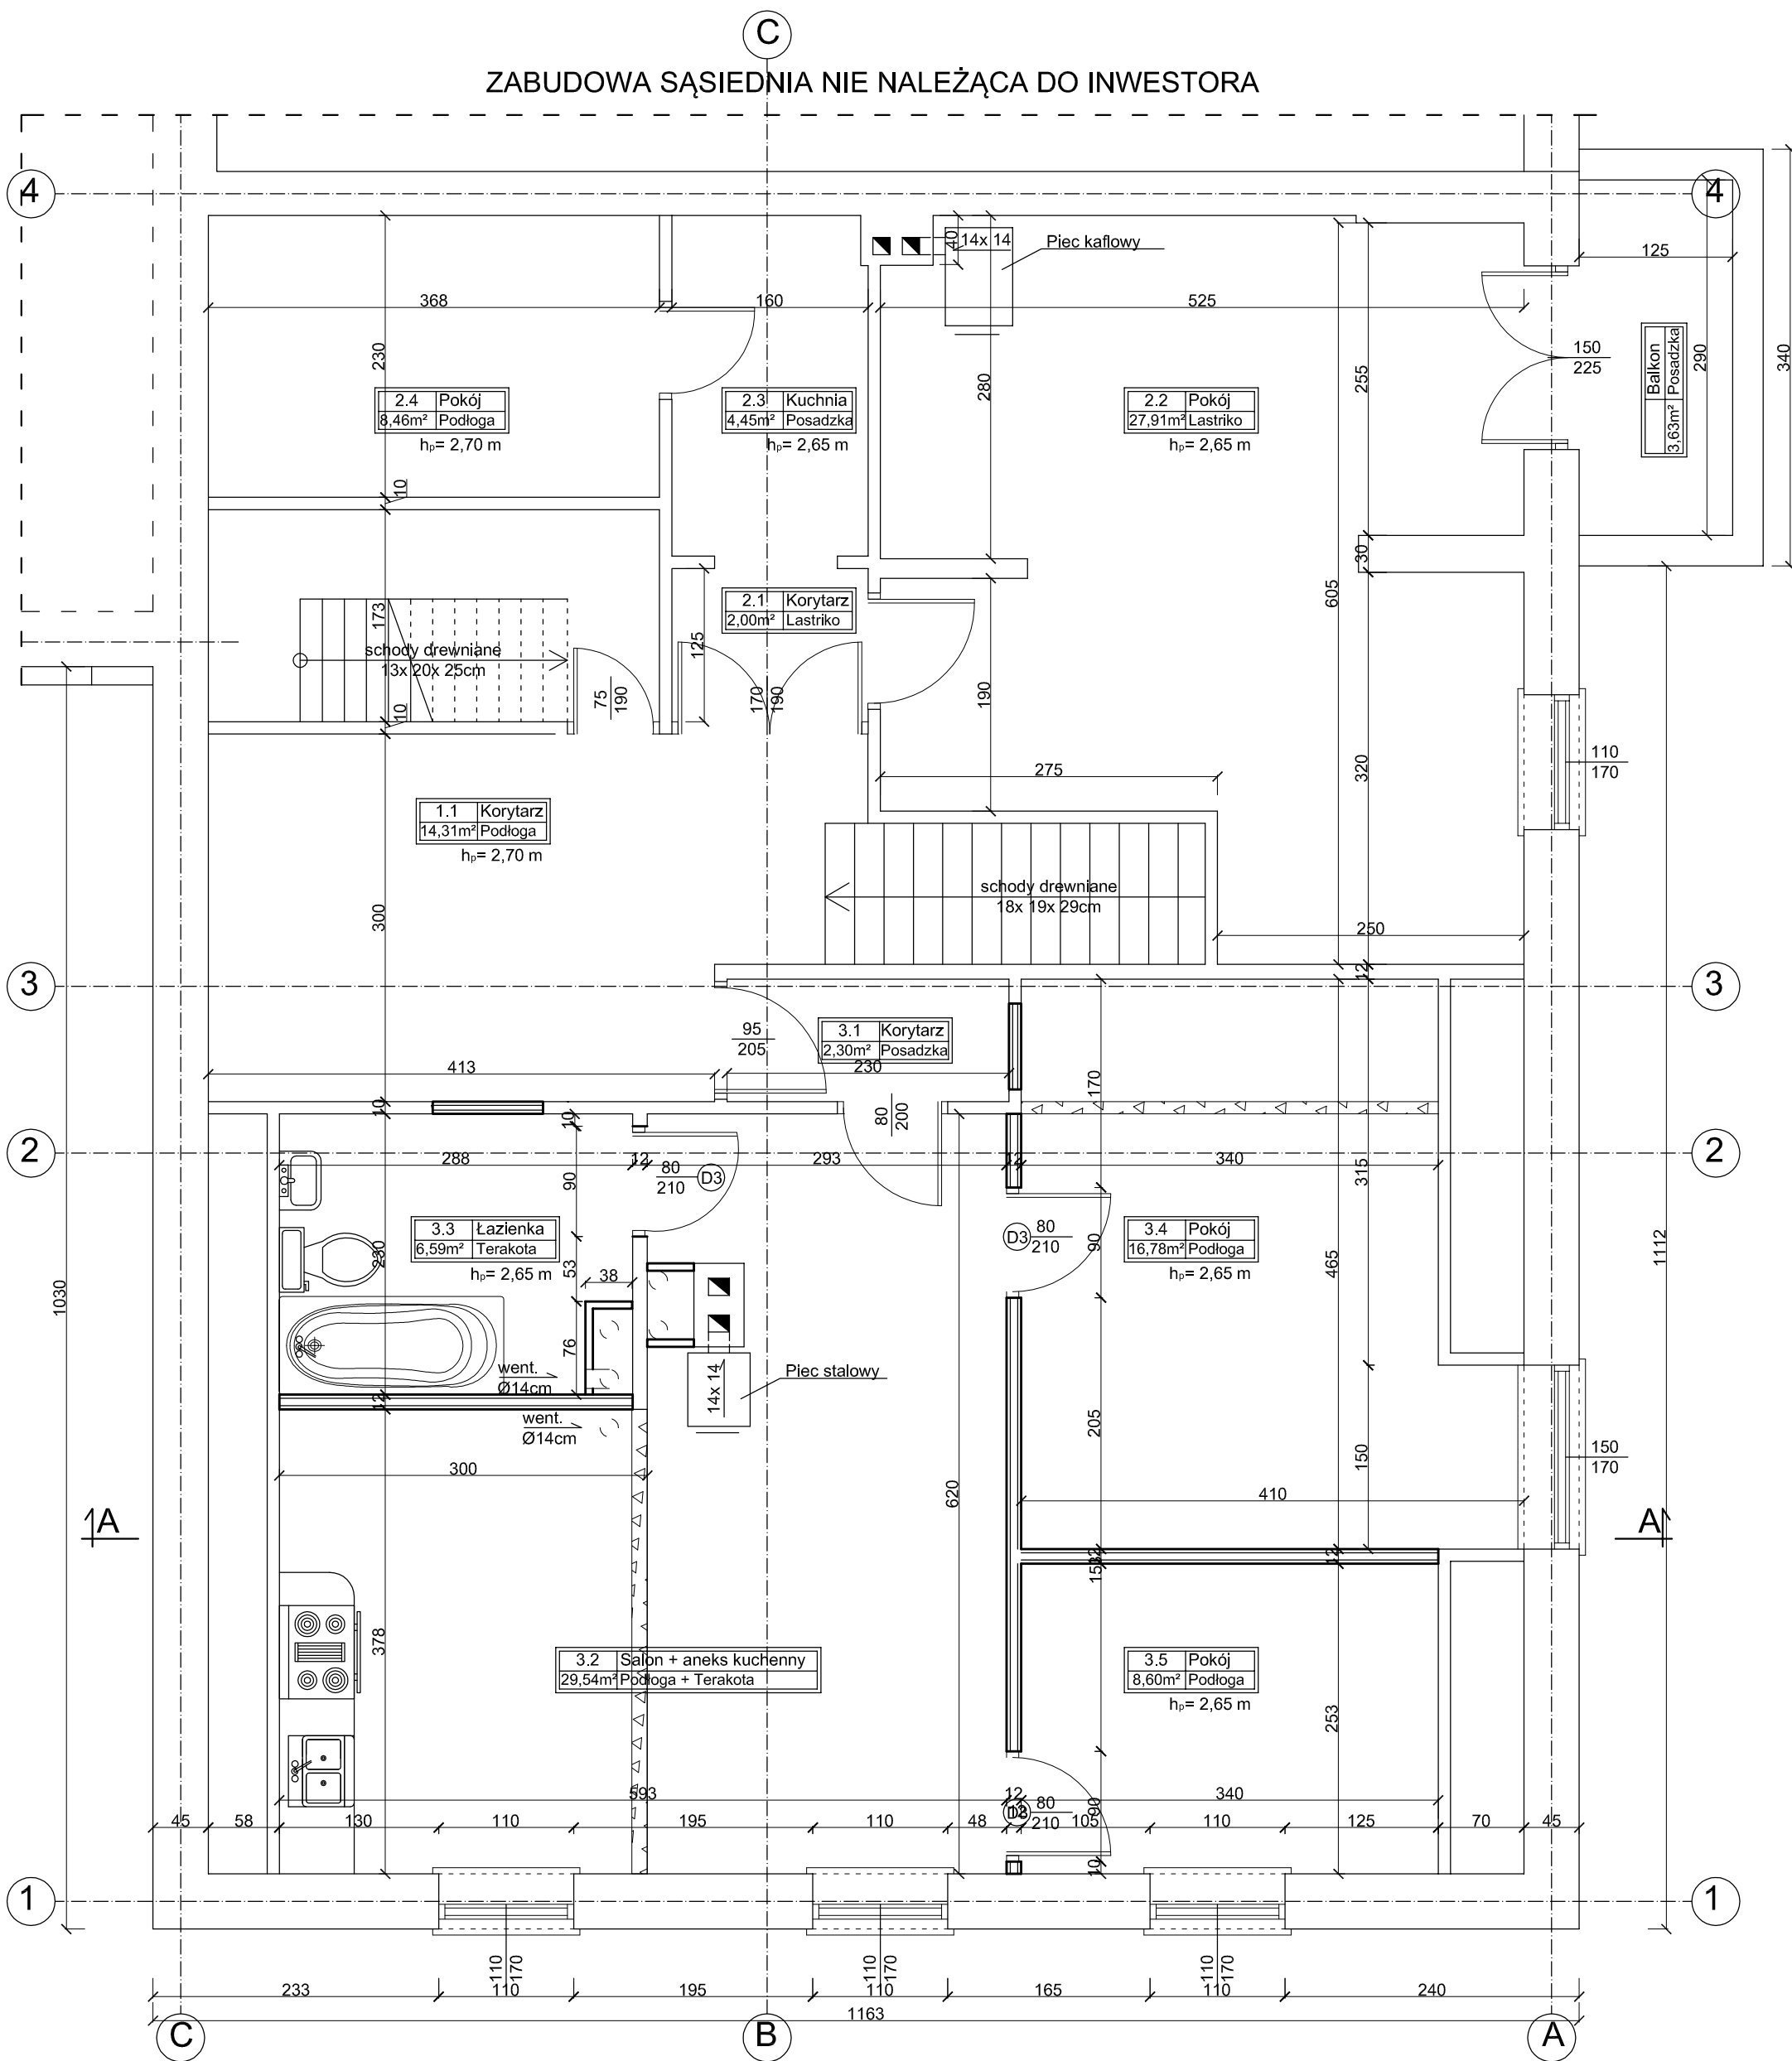 C
ZABUDOWA SĄSIEDNIA NIE NALEŻĄCA DO INWESTORA
4
4
40
14x 14
Piec kaflowy
125
368
160
525
230
280
255
150
225
Balkon
3,63m² Posadzka
290
340
2.4 Pokój
8,46m² Podłoga
hp= 2,70 m
2.3 Kuchnia
4,45m² Posadzka
hp= 2,65 m
2.2 Pokój
27,91m² Lastriko
hp= 2,65 m
10
30
605
173
2.1 Korytarz
2,00m² Lastriko
125
schody drewniane
13x 20x 25cm
75
190
170
190
190
10
110
170
275
320
1.1 Korytarz
14,31m² Podłoga
hp= 2,70 m
schody drewniane
18x 19x 29cm
300
250
12
3
3
95
205
3.1 Korytarz
2,30m² Posadzka
413
230
170
10
10
80
200
2
2
288
12
293
12
340
80
210
D3
90
315
3.3 Łazienka
6,59m² Terakota
hp= 2,65 m
230
53
38
D3
80
210
90
3.4 Pokój
16,78m² Podłoga
hp= 2,65 m
465
1112
1030
76
went.
Ø14cm
12
went.
Ø14cm
14x 14
Piec stalowy
205
150
150
170
300
620
410
A
A
12
153
12
378
3.2 Salon + aneks kuchenny
29,54m² Podłoga + Terakota
3.5 Pokój
8,60m² Podłoga
hp= 2,65 m
253
593
12
340
80
210
90
45
58
130
110
195
110
48
105
110
125
70
45
10
1
1
110
170
110
170
110
170
233
110
195
110
165
110
240
1163
C
B
A